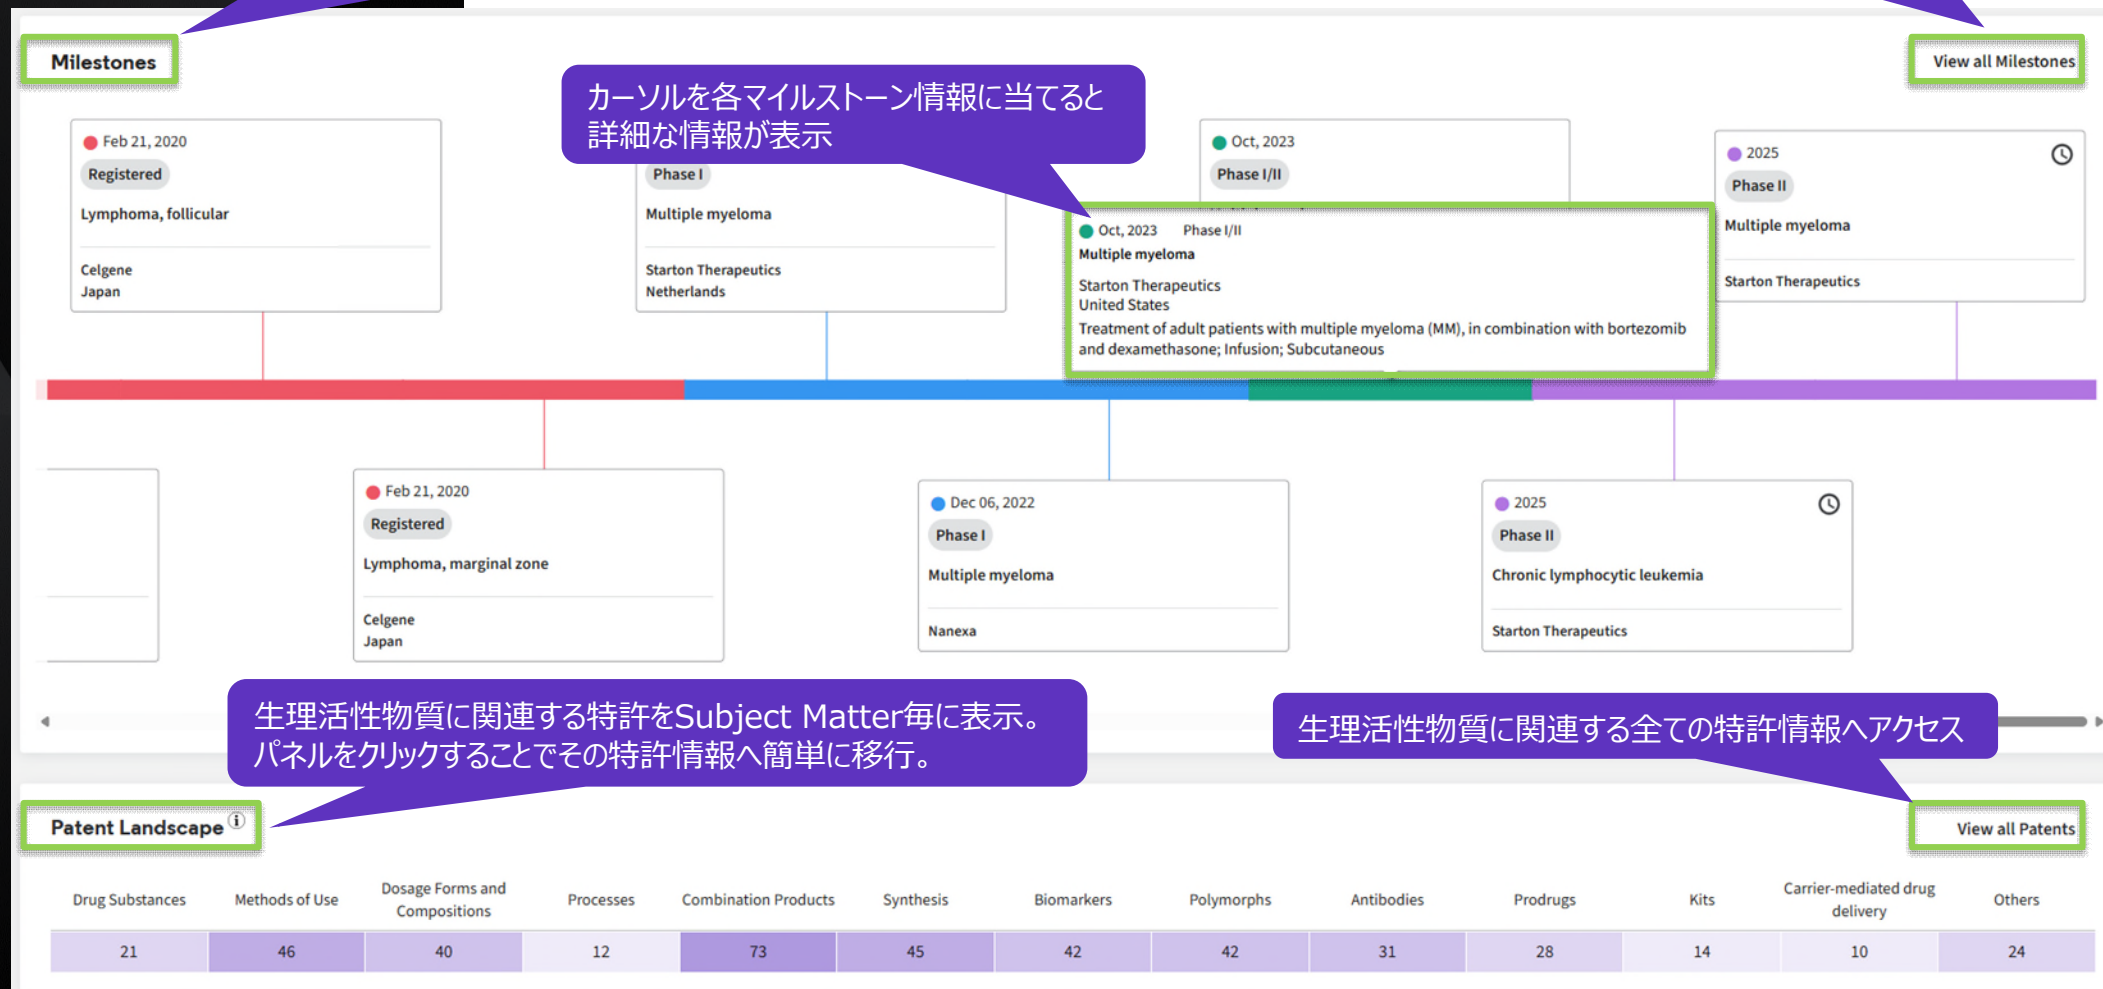 Milestones
View all Milestones
カーソルを各マイルストーン情報に当てると
詳細な情報が表示
Feb 21, 2020
Registered
Lymphoma, follicular
Celgene
Japan
Phase I
Multiple myeloma
Starton Therapeutics
Netherlands
Oct, 2023
Phase I/II
2025
Phase II
Multiple myeloma
Starton Therapeutics
Oct, 2023 Phase I/II
Multiple myeloma
Starton Therapeutics
United States
Treatment of adult patients with multiple myeloma (MM), in combination with bortezomib
and dexamethasone; Infusion; Subcutaneous
Feb 21, 2020
Registered
Lymphoma, marginal zone
Celgene
Japan
Dec 06, 2022
Phase I
Multiple myeloma
Nanexa
2025
Phase II
Chronic lymphocytic leukemia
Starton Therapeutics
生理活性物質に関連する特許をSubject Matter毎に表示。
パネルをクリックすることでその特許情報へ簡単に移行。
生理活性物質に関連する全ての特許情報へアクセス
Patent Landscape
View all Patents
Drug Substances
Methods of Use
Dosage Forms and
Compositions
Processes
Combination Products
Synthesis
Biomarkers
Polymorphs
Antibodies
Prodrugs
Kits
Carrier-mediated drug
delivery
Others
21 46 40 12 73 45 42 42 31 28 14 10 24